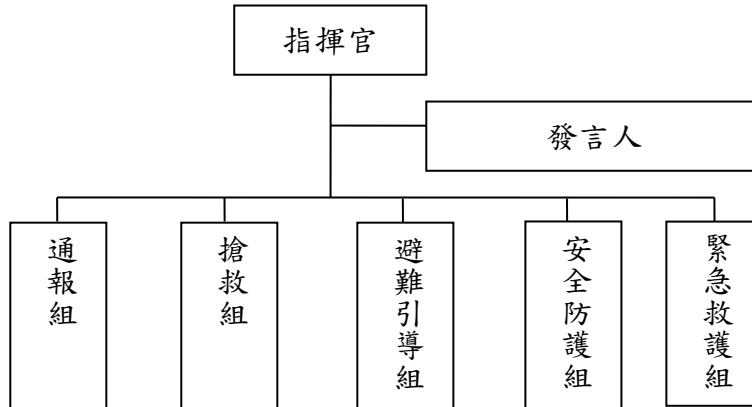 指揮官
發言人
通報組
搶救組
避難引導組
安全防護組
緊急救護組